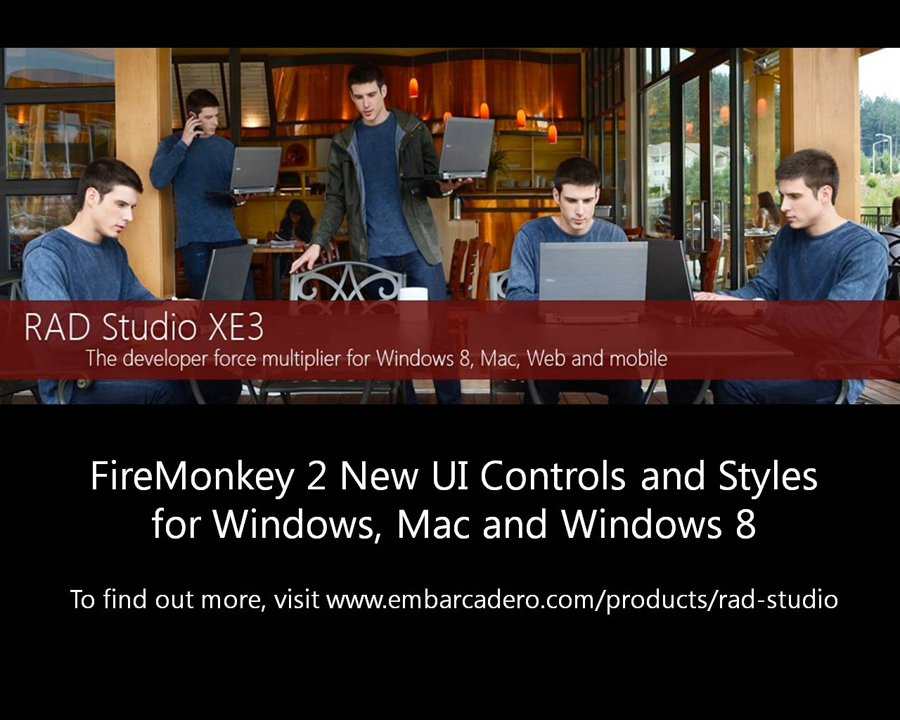 RAD Studio XE3
The developer force multiplier for Windows 8, Mac, Web and mobile
FireMonkey 2 New UI Controls and Styles
for Windows, Mac and Windows 8
To find out more, visit www.embarcadero.com/products/rad-studio